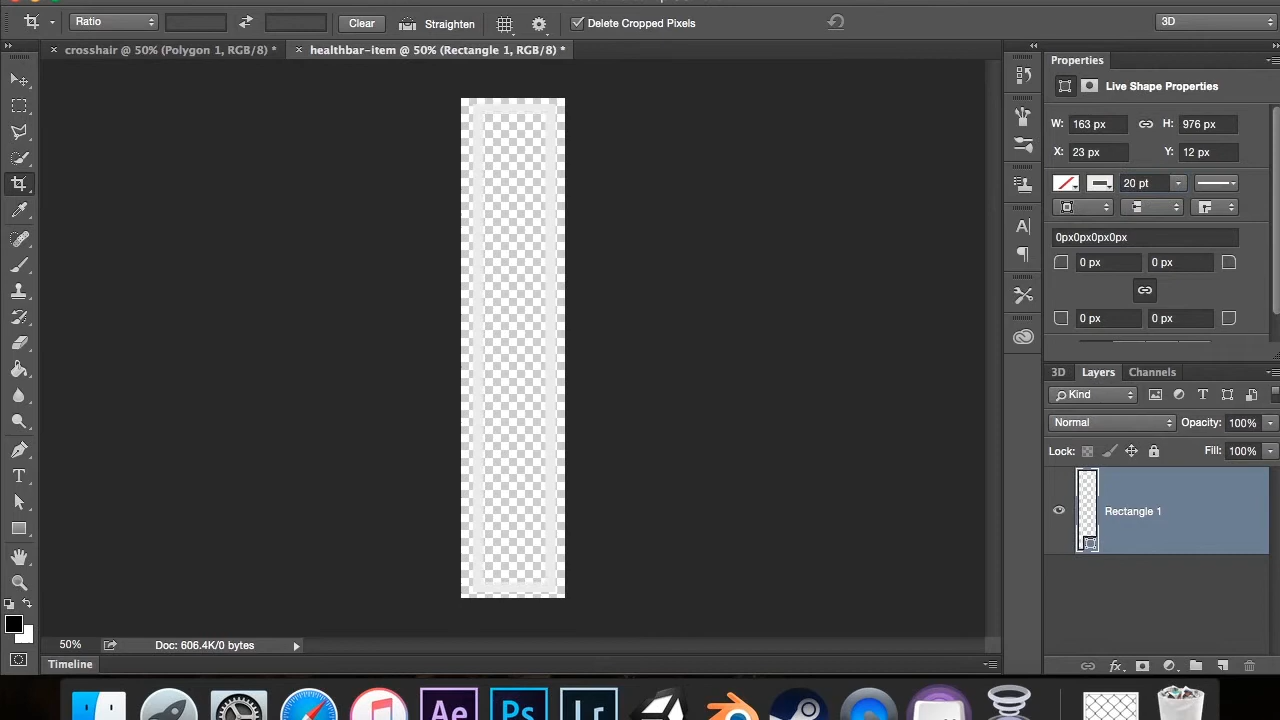 Ratio
Clear
Straighten
Delete Cropped Pixels
3D
crosshair @ 50% (Polygon 1, RGB/8) *
healthbar-item @ 50% (Rectangle 1, RGB/8) *
Properties
Live Shape Properties
W: 163 px H: 976 px
X: 23 px Y: 12 px
20 pt
0px0px0px0px
0 px 0 px
0 px 0 px
3D Layers Channels
Kind
Normal Opacity: 100%
Lock: Fill: 100%
Rectangle 1
50% Doc: 606.4K/0 bytes
Timeline
Ae Ps Lr